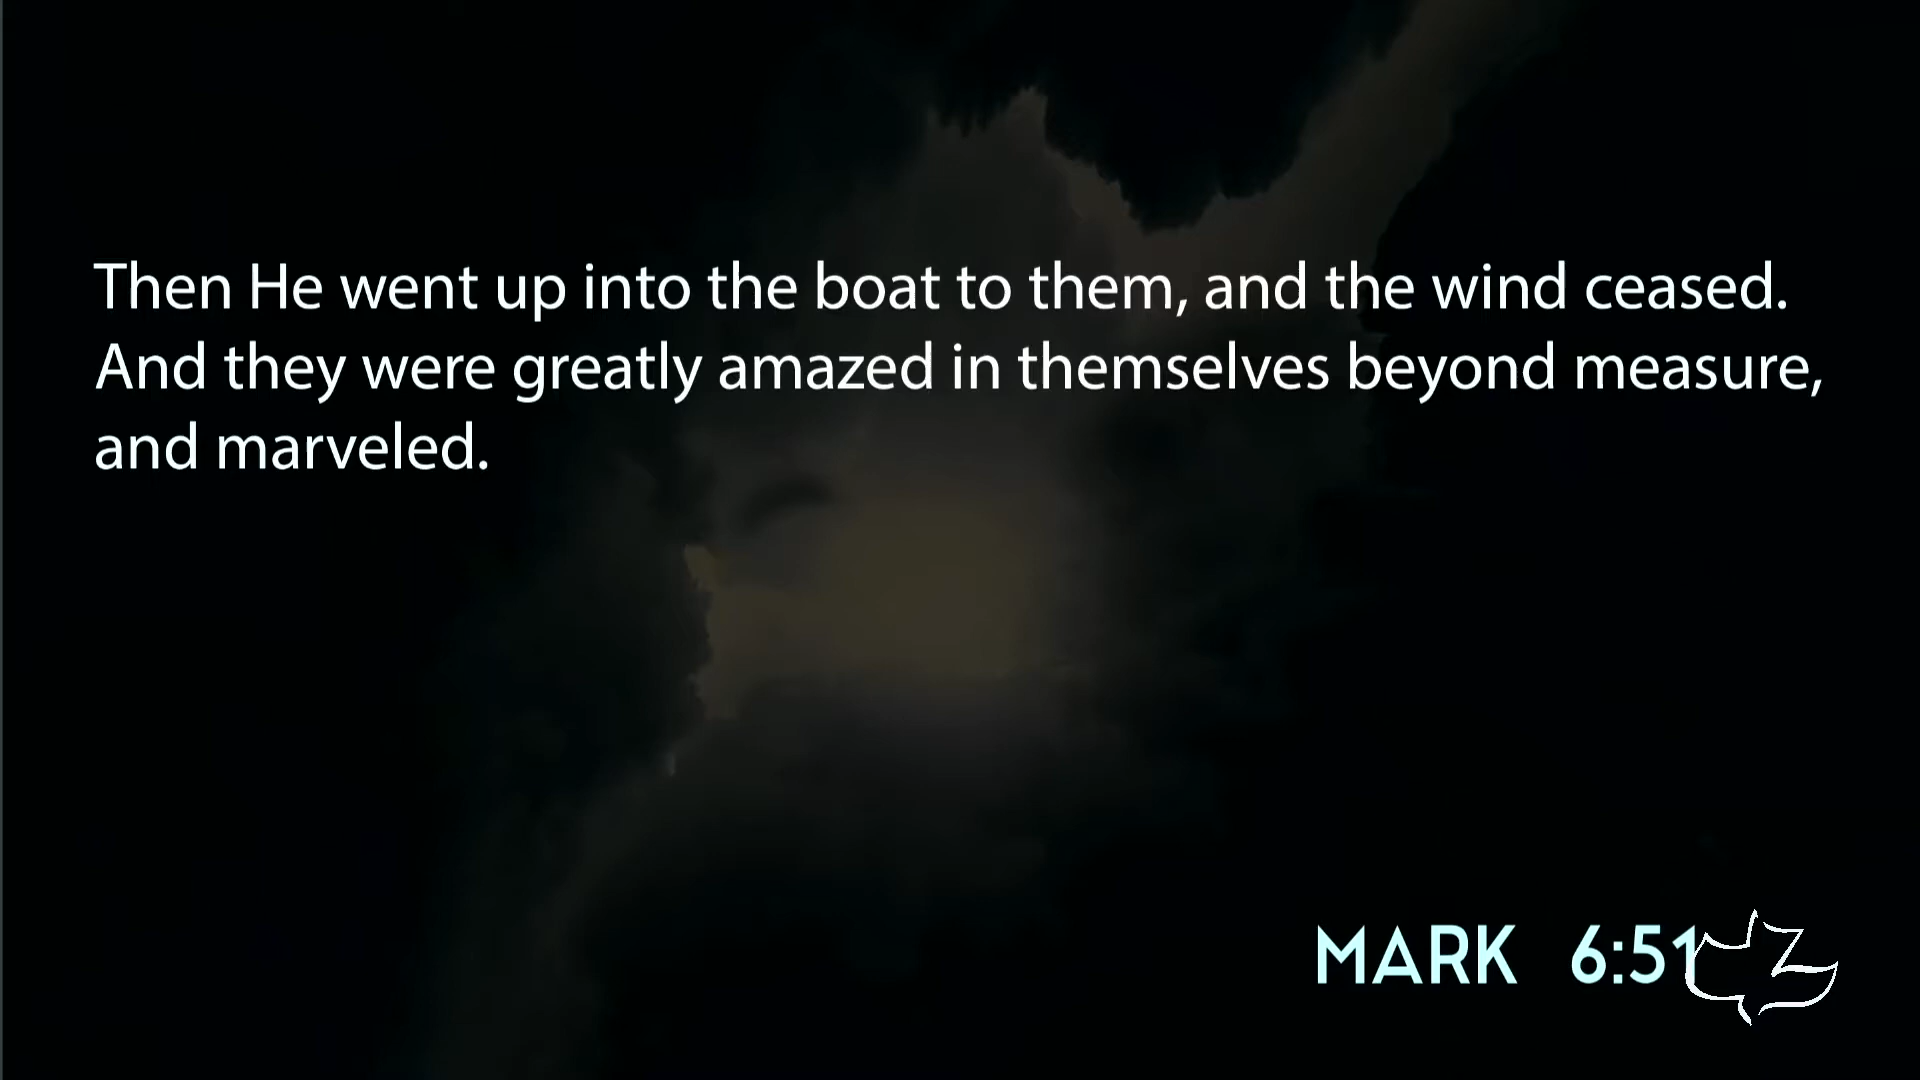 Then He went up into the boat to them, and the wind ceased.
And they were greatly amazed in themselves beyond measure,
and marveled.
MARK 6:51